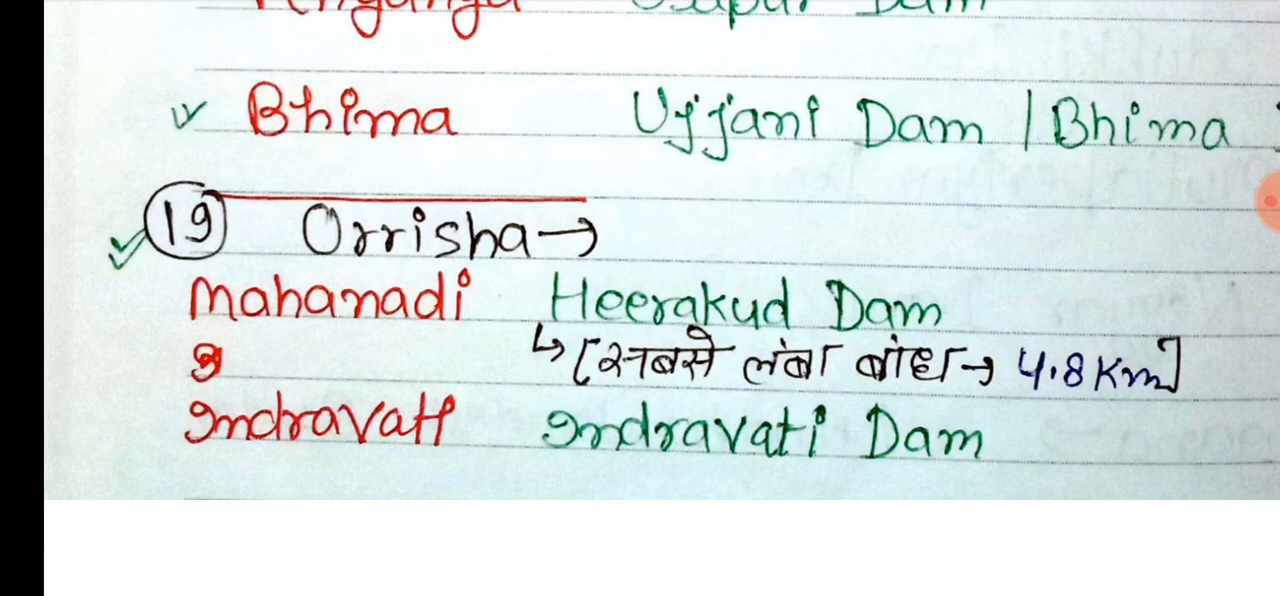 Bhima Ujjani Dam / Bhima
19 Orrisha →
Mahanadi Heerakud Dam
↳ [सबसे लंबा बांध → 4.8 Km]
Indravati Indravati Dam